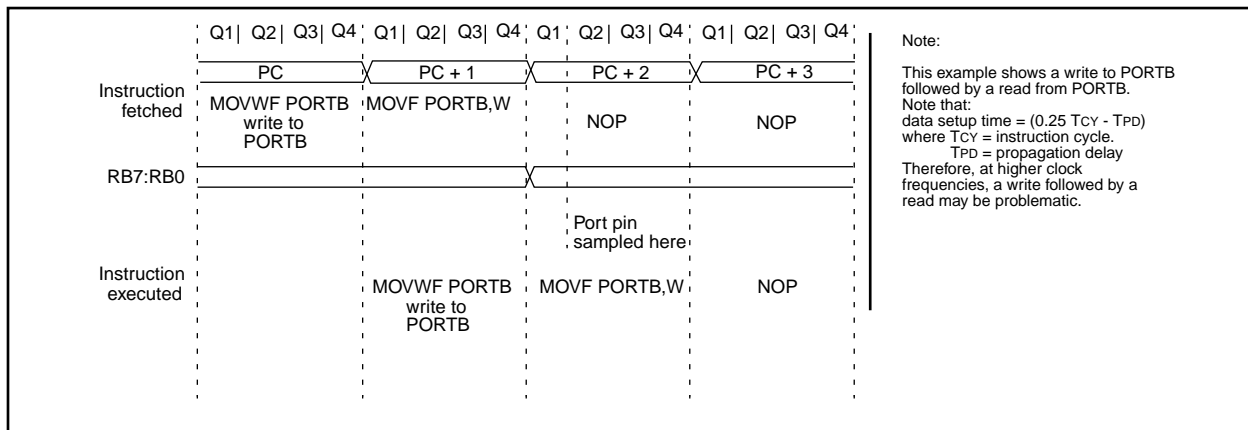 Q1| Q2| Q3| Q4 Q1| Q2| Q3| Q4 Q1 Q2| Q3| Q4 Q1| Q2| Q3| Q4
PC PC + 1 PC + 2 PC + 3
Instruction
fetched
MOVWF PORTB
write to
PORTB
MOVF PORTB,W
NOP
NOP
RB7:RB0
Port pin
sampled here
Instruction
executed
MOVWF PORTB
write to
PORTB
MOVF PORTB,W
NOP
Note:
This example shows a write to PORTB
followed by a read from PORTB.
Note that:
data setup time = (0.25 TCY - TPD)
where TCY = instruction cycle.
TPD = propagation delay
Therefore, at higher clock
frequencies, a write followed by a
read may be problematic.